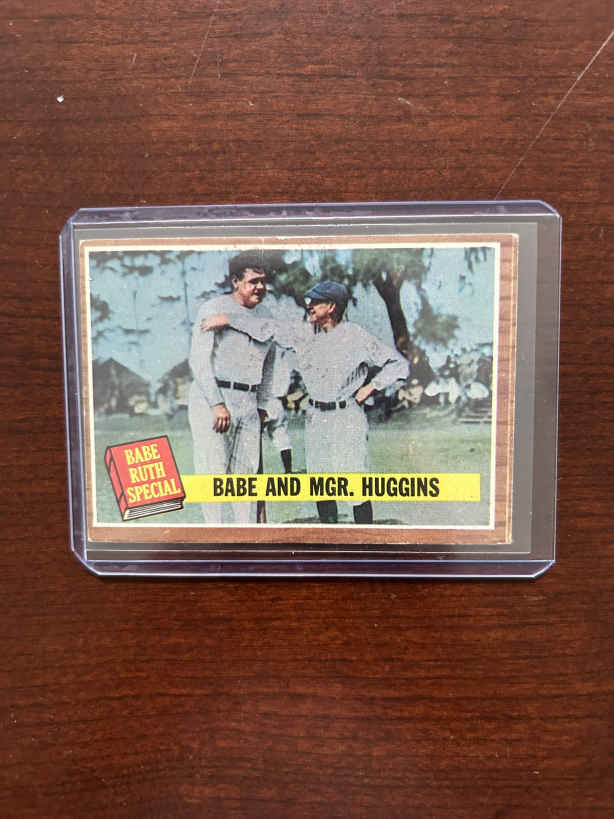 BABE
RUTH
SPECIAL
BABE AND MGR. HUGGINS